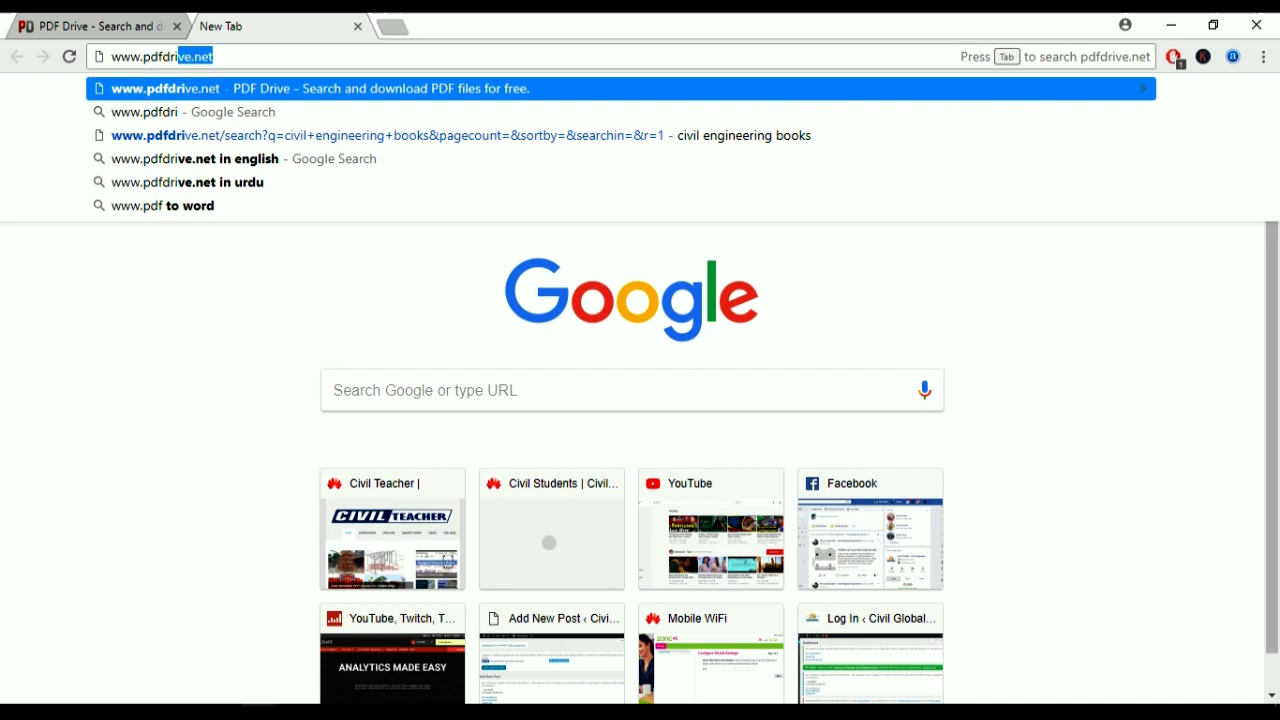 PD PDF Drive - Search and d
New Tab
www.pdfdrive.net
Press Tab to search pdfdrive.net
1
www.pdfdrive.net - PDF Drive - Search and download PDF files for free.
www.pdfdri - Google Search
www.pdfdrive.net/search?q=civil+engineering+books&pagecount=&sortby=&searchin=&r=1 - civil engineering books
www.pdfdrive.net in english - Google Search
www.pdfdrive.net in urdu
www.pdf to word
Google
Search Google or type URL
Civil Teacher |
Civil Students | Civil...
YouTube
Facebook
CIVIL TEACHER
YouTube, Twitch, T...
Add New Post ‹ Civi...
Mobile WiFi
Log In ‹ Civil Global...
ANALYTICS MADE EASY